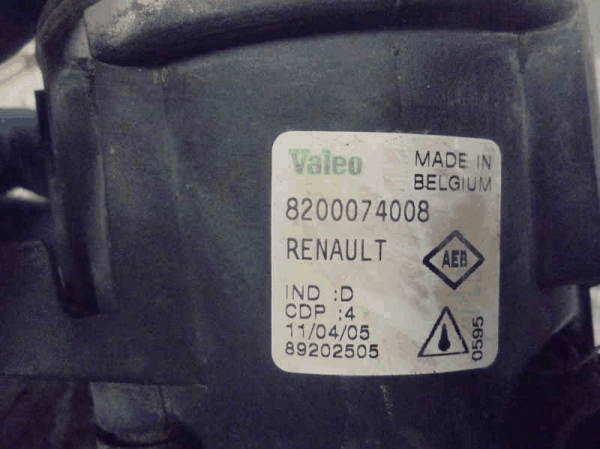 Valeo
MADE IN
BELGIUM
8200074008
RENAULT
AEB
IND :D
CDP :4
11/04/05
89202505
0595